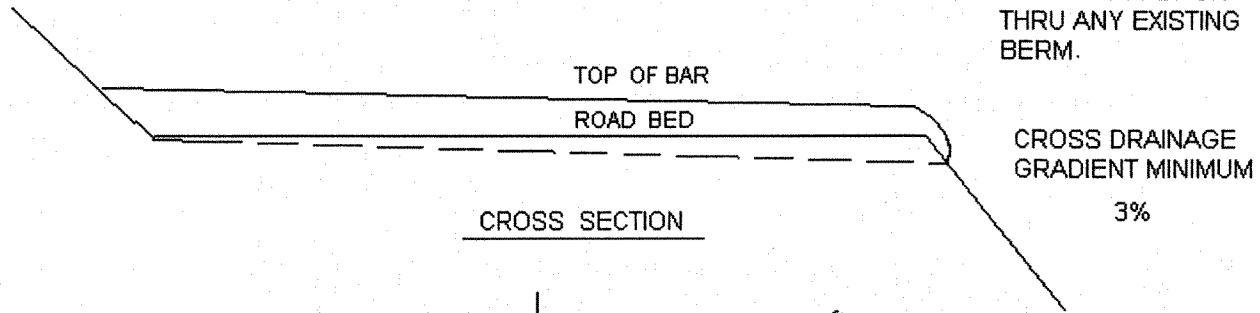 THRU ANY EXISTING
BERM.
TOP OF BAR
ROAD BED
CROSS DRAINAGE
GRADIENT MINIMUM
3%
CROSS SECTION